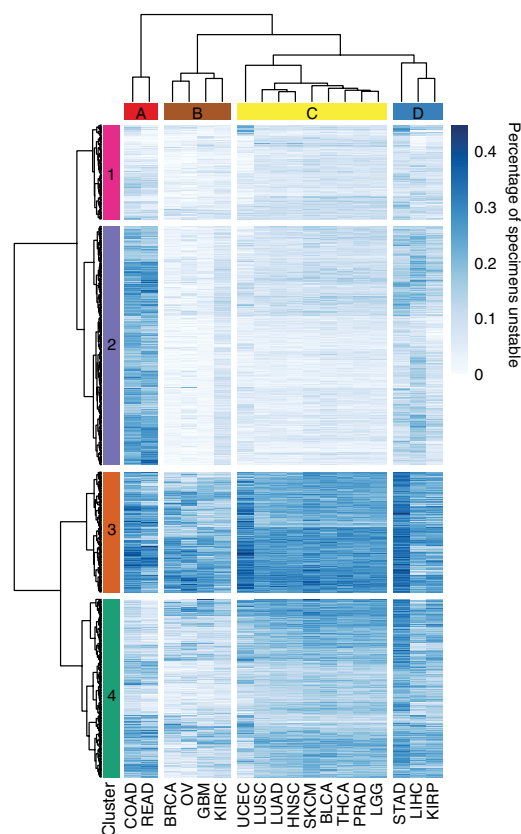 A
B
C
D
1
2
3
4
0.4
0.3
0.2
0.1
0
Percentage of specimens unstable
Cluster
COAD
READ
BRCA
OV
GBM
KIRC
UCEC
LUSC
LUAD
HNSC
SKCM
BLCA
THCA
PRAD
LGG
STAD
LIHC
KIRP